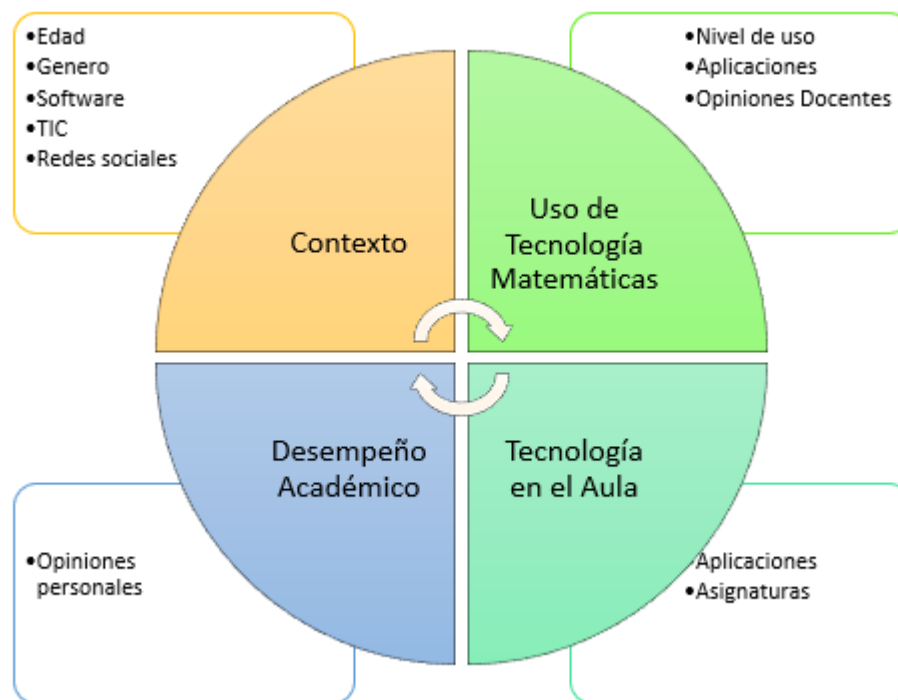 •Edad
•Genero
•Software
•TIC
•Redes sociales
•Nivel de uso
•Aplicaciones
•Opiniones Docentes
Contexto
Uso de
Tecnología
Matemáticas
Desempeño
Académico
Tecnología
en el Aula
•Opiniones
personales
Aplicaciones
•Asignaturas